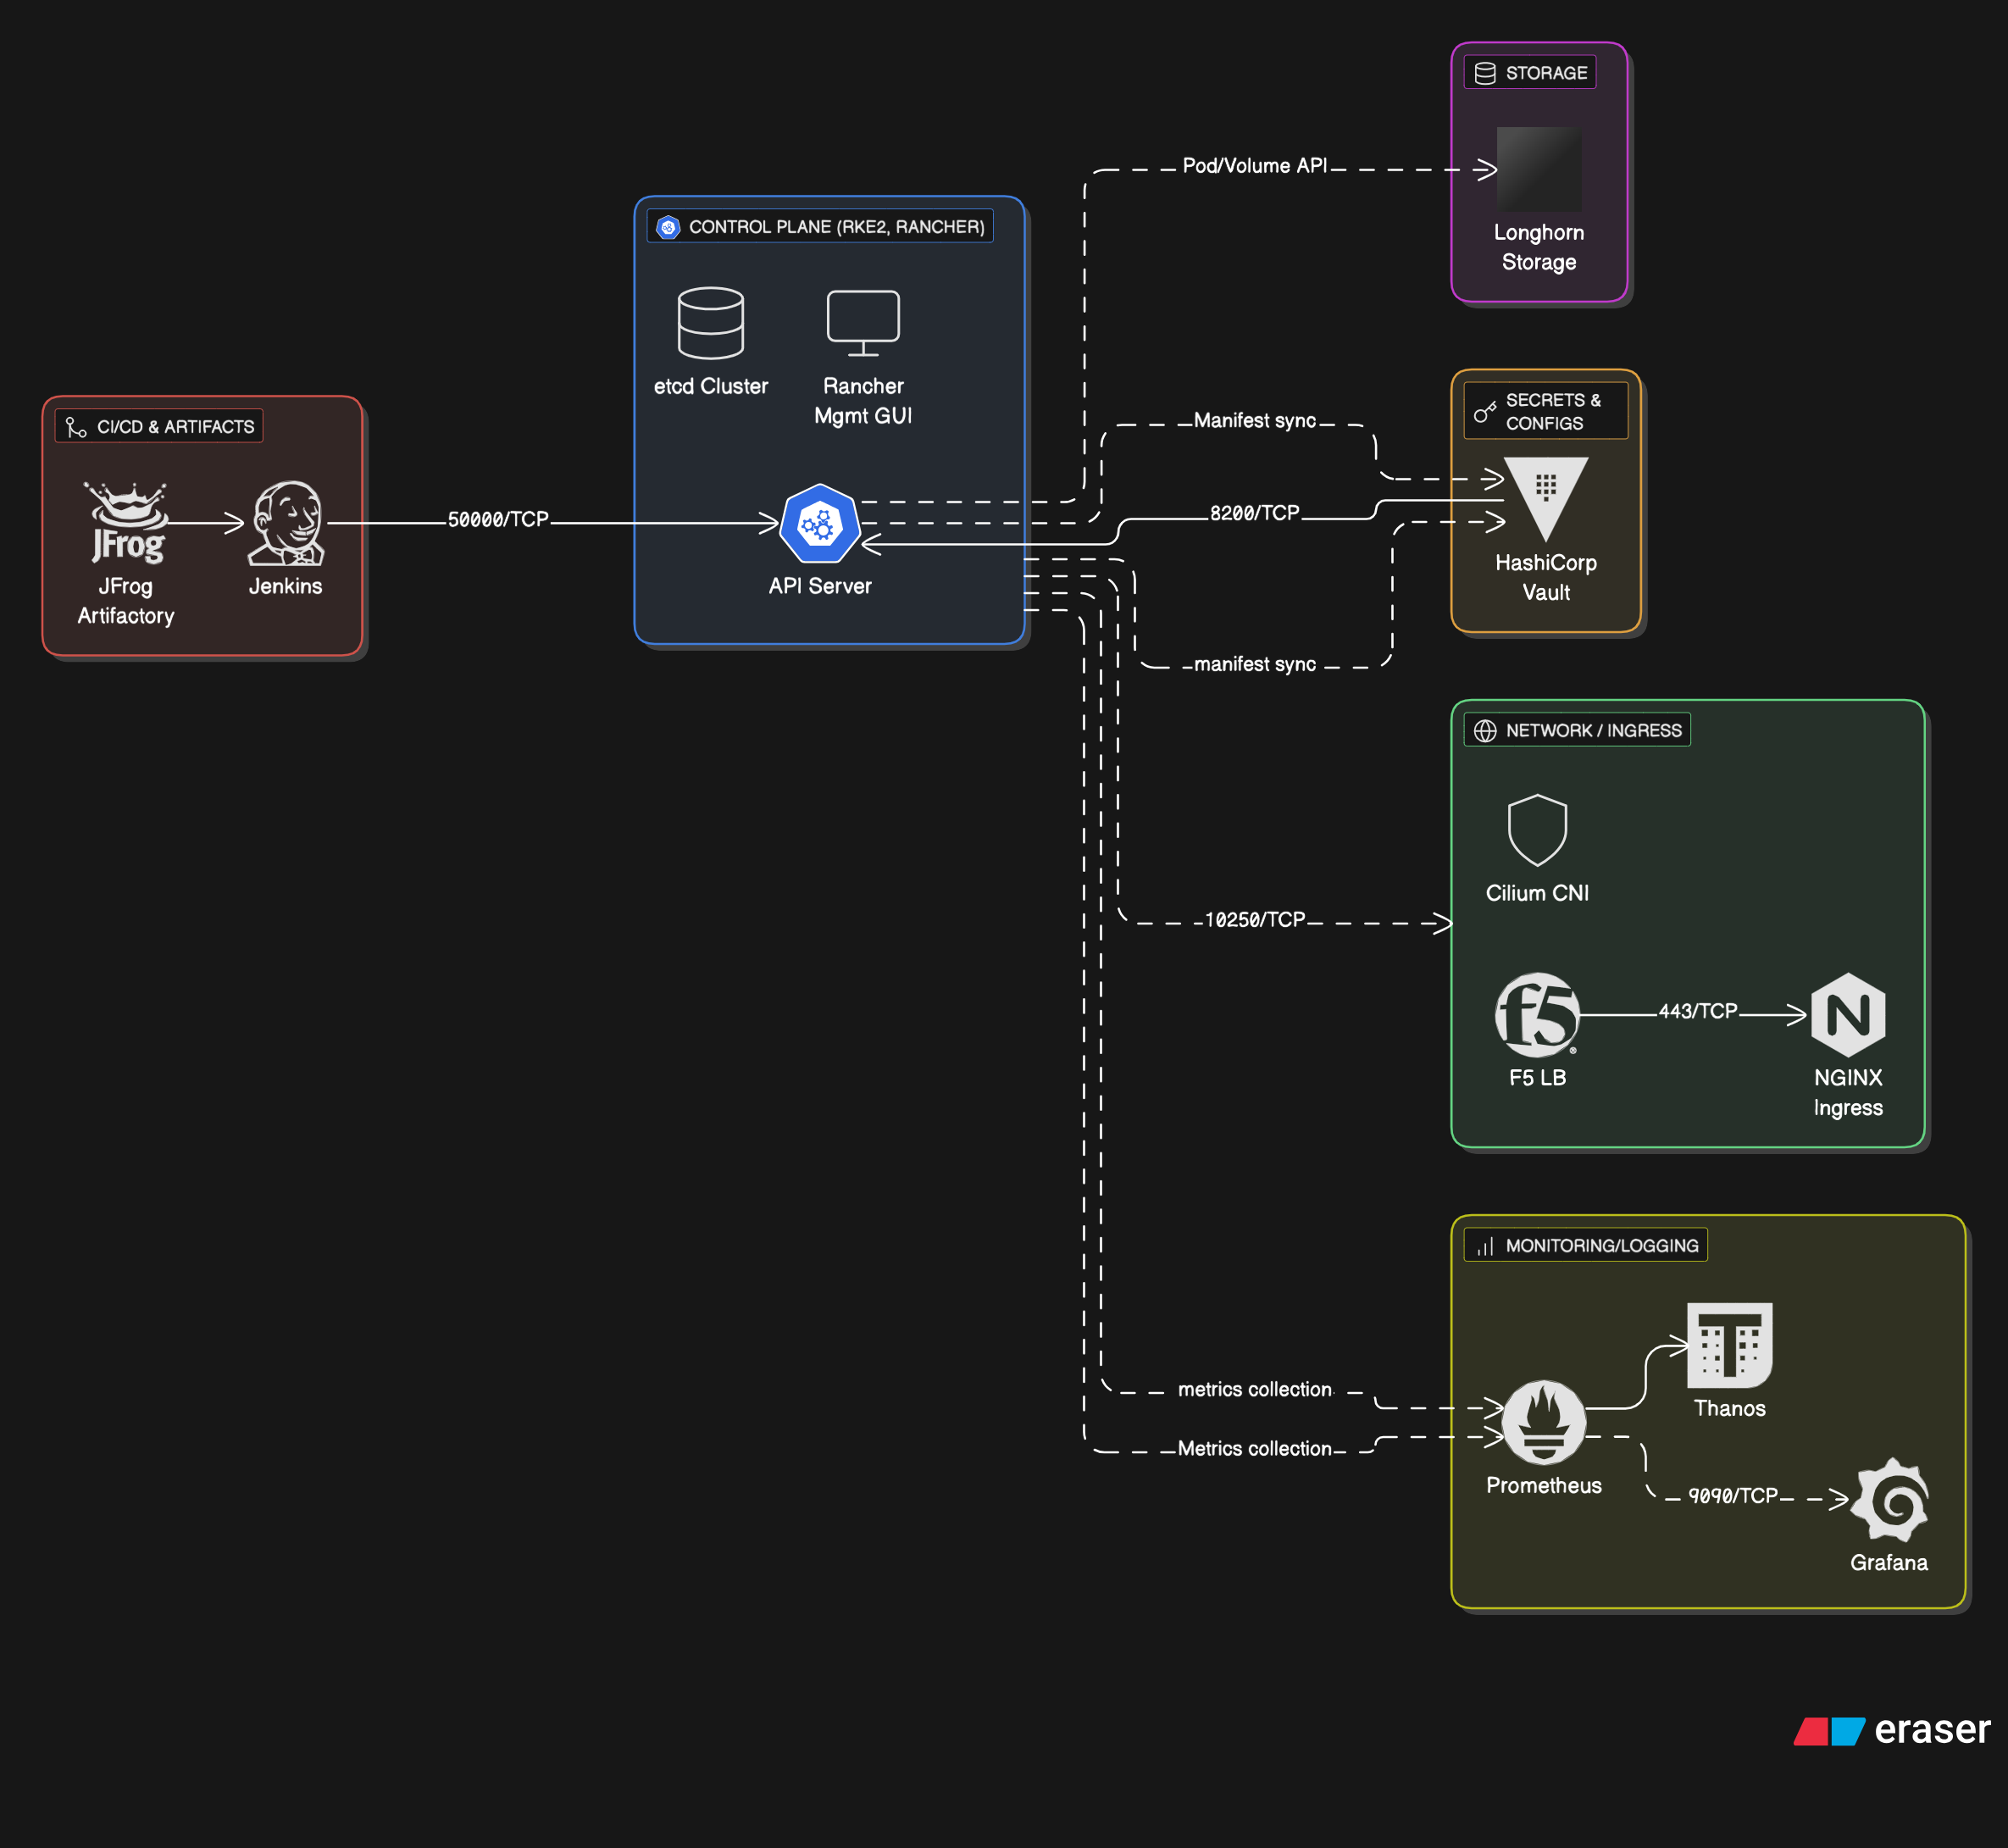 STORAGE
Pod/Volume API
Longhorn
Storage
CONTROL PLANE (RKE2, RANCHER)
etcd Cluster
Rancher
Mgmt GUI
API Server
CI/CD & ARTIFACTS
JFrog
JFrog
Artifactory
Jenkins
50000/TCP
Manifest sync
8200/TCP
manifest sync
SECRETS &
CONFIGS
HashiCorp
Vault
NETWORK / INGRESS
Cilium CNI
10250/TCP
f5
F5 LB
443/TCP
N
NGINX
Ingress
MONITORING/LOGGING
T
Thanos
metrics collection
Metrics collection
Prometheus
9090/TCP
Grafana
eraser